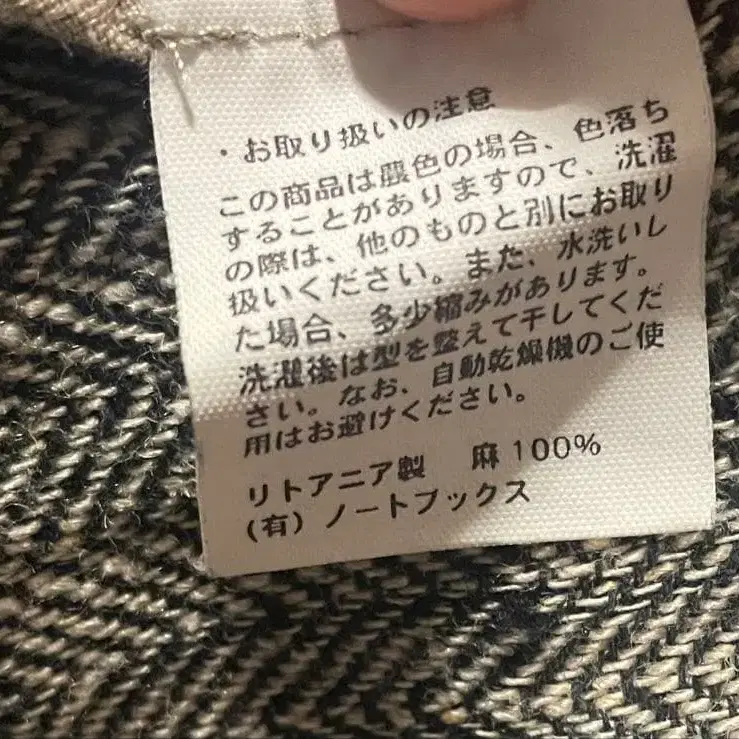 ・お取り扱いの注意
この商品は濃色の場合、色落ち
することがありますので、洗濯
の際は、他のものと別にお取り
扱いください。また、水洗いし
た場合、多少縮みがあります。
洗濯後は型を整えて干してくだ
さい。なお、自動乾燥機のご使
用はお避けください。
リトアニア製 麻100%
(有)ノートブックス